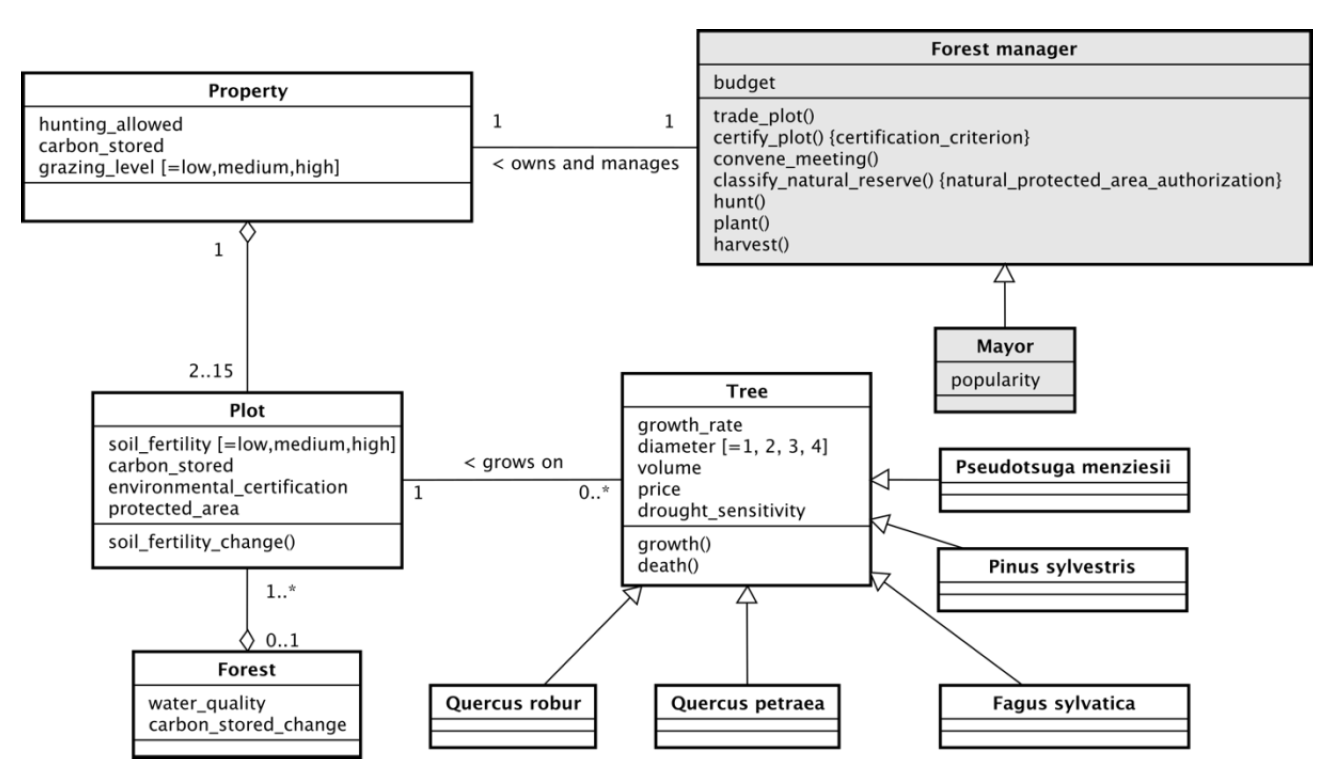 Property
hunting_allowed
carbon_stored
grazing_level [=low,medium,high]
1
1
< owns and manages
Forest manager
budget
trade_plot()
certify_plot() {certification_criterion}
convene_meeting()
classify_natural_reserve() {natural_protected_area_authorization}
hunt()
plant()
harvest()
1
2..15
Mayor
popularity
Plot
soil_fertility [=low,medium,high]
carbon_stored
environmental_certification
protected_area
soil_fertility_change()
< grows on
1
0..*
Tree
growth_rate
diameter [=1, 2, 3, 4]
volume
price
drought_sensitivity
growth()
death()
Pseudotsuga menziesii
Pinus sylvestris
1..*
0..1
Forest
water_quality
carbon_stored_change
Quercus robur
Quercus petraea
Fagus sylvatica